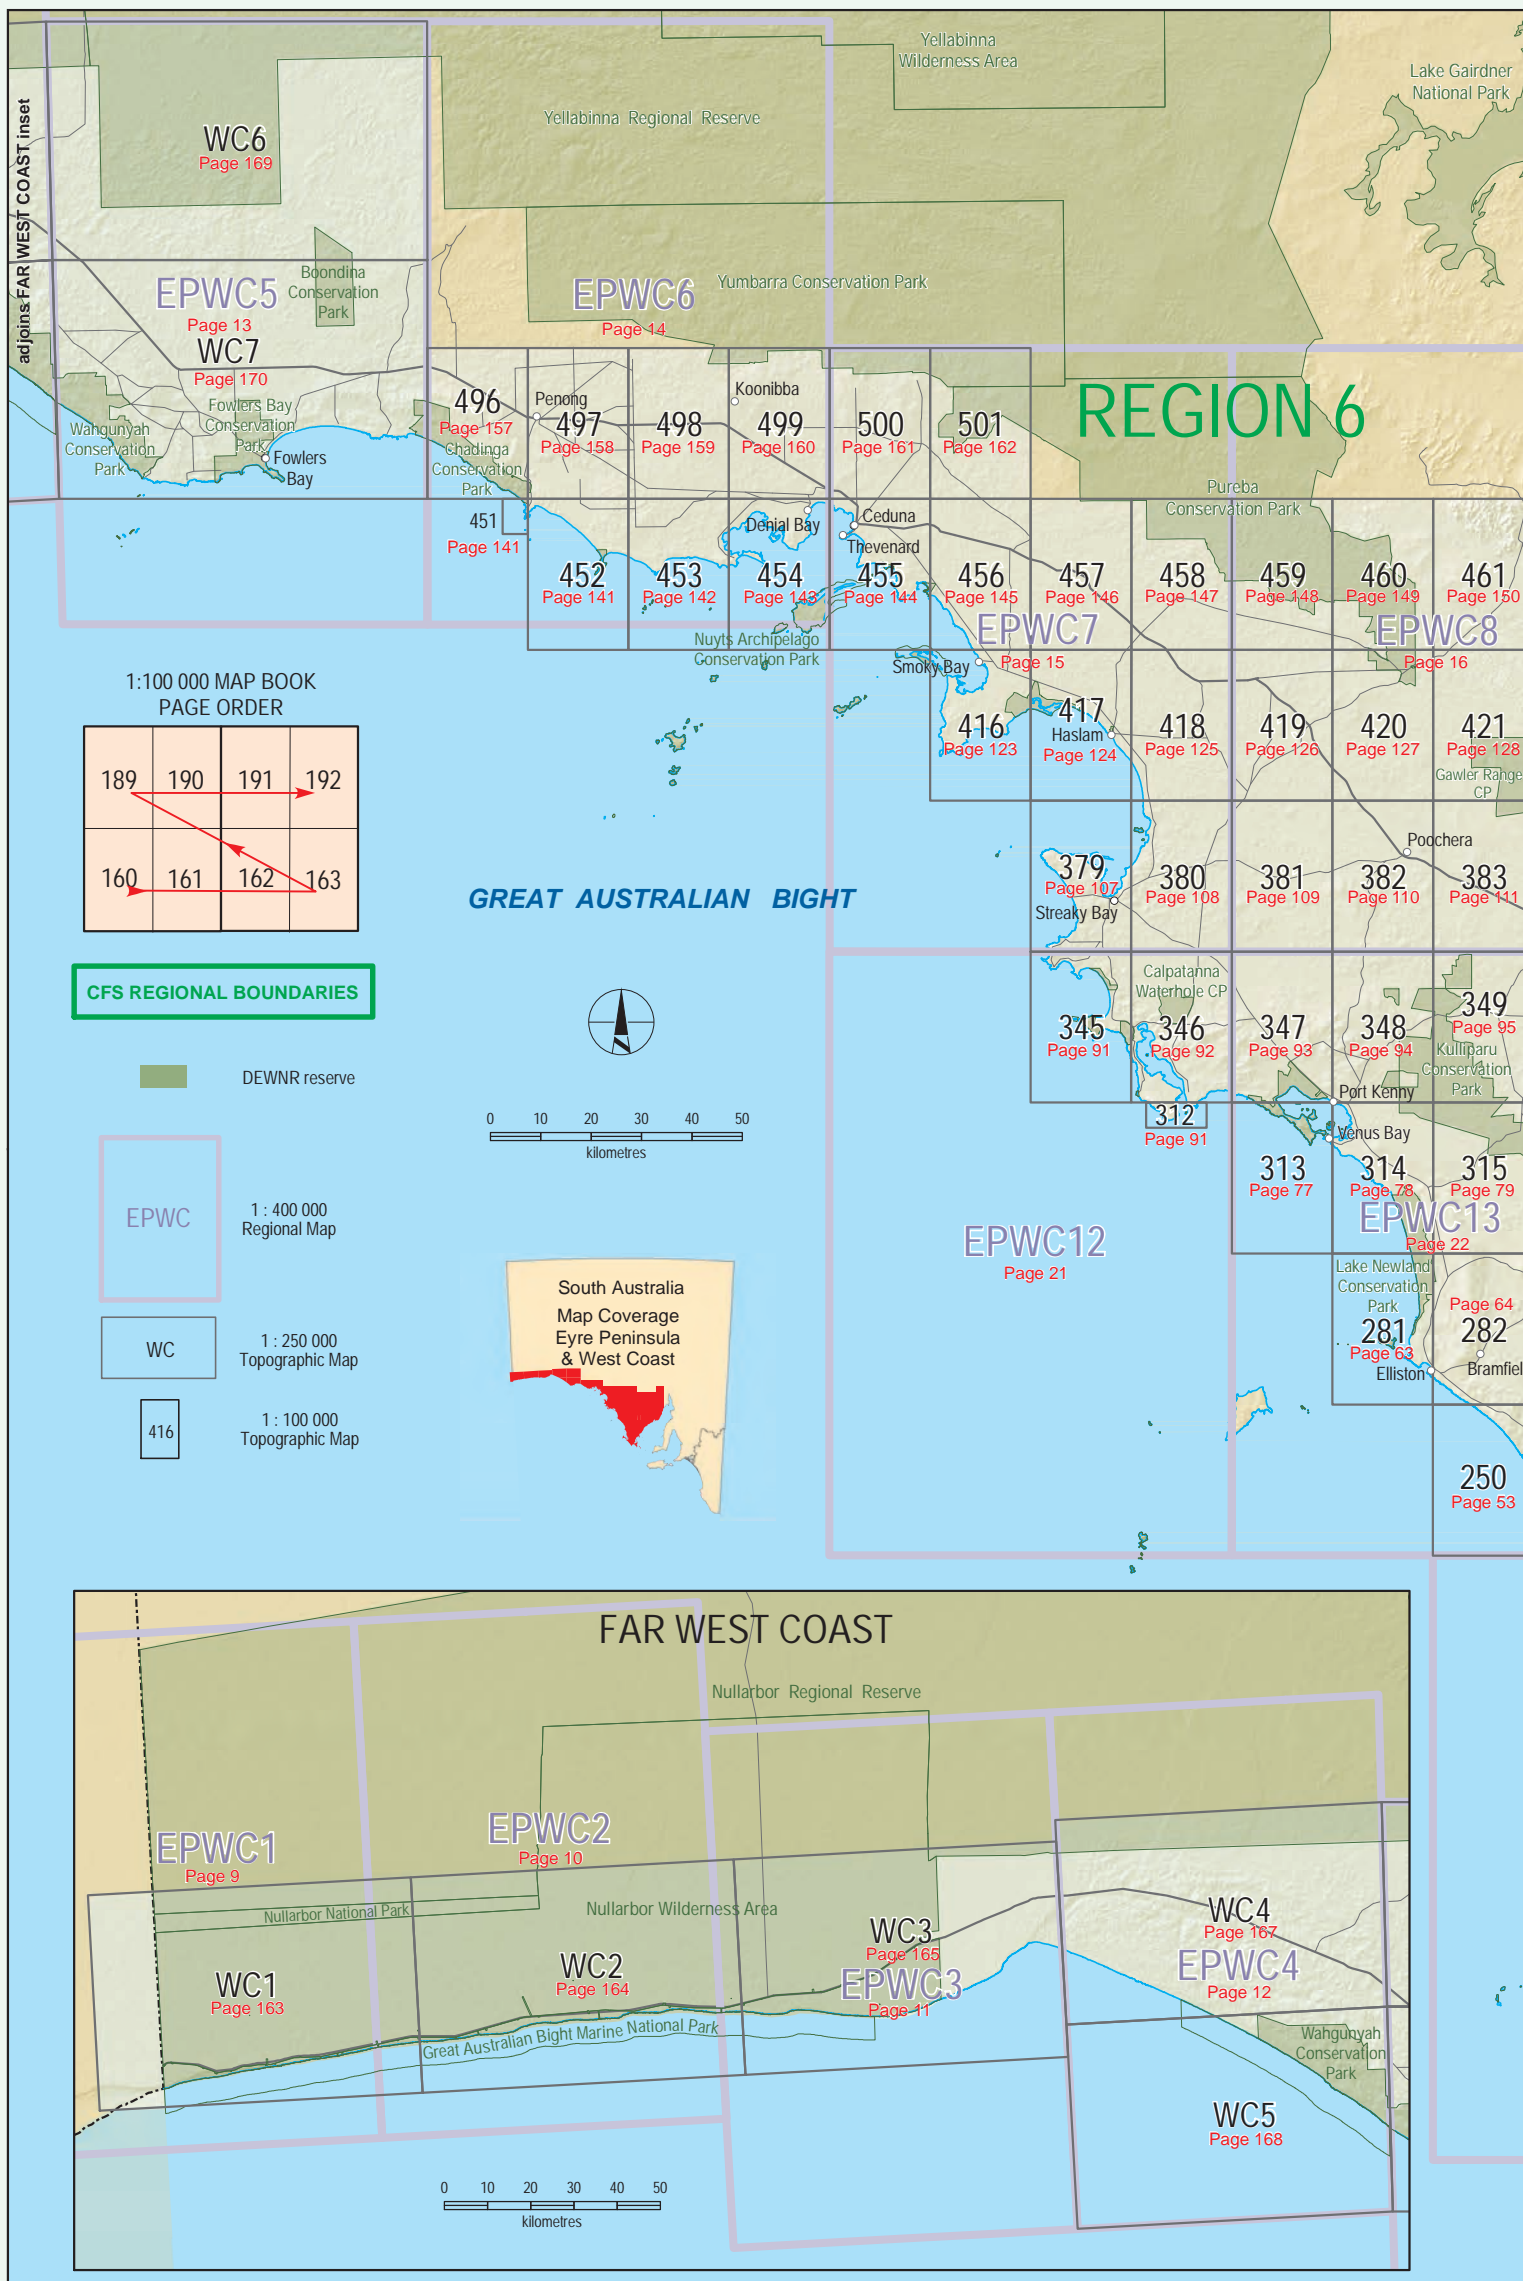 adjoins FAR WEST COAST inset
WC6
Page 169
Yellabinna Regional Reserve
Yellabinna
Wilderness Area
Lake Gairdner
National Park
EPWC5
Page 13
WC7
Page 170
Boondina
Conservation
Park
EPWC6
Page 14
Yumbarra Conservation Park
REGION 6
Wahgunyah
Conservation
Park
Fowlers Bay
Conservation
Park
Fowlers
Bay
496
Page 157
Chadinga
Conservation
Park
Penong
497
Page 158
498
Page 159
Koonibba
499
Page 160
500
Page 161
501
Page 162
Pureba
Conservation Park
451
Page 141
452
Page 141
453
Page 142
Denial Bay
454
Page 143
Ceduna
Thevenard
455
Page 144
456
Page 145
457
Page 146
458
Page 147
459
Page 148
460
Page 149
461
Page 150
EPWC7
Page 15
EPWC8
Page 16
Nuyts Archipelago
Conservation Park
Smoky Bay
416
Page 123
417
Haslam
Page 124
418
Page 125
419
Page 126
420
Page 127
421
Page 128
Gawler Range
CP
1:100 000 MAP BOOK
PAGE ORDER
189 190 191 192
160 161 162 163
GREAT AUSTRALIAN BIGHT
379
Page 107
Streaky Bay
380
Page 108
381
Page 109
Poochera
382
Page 110
383
Page 111
CFS REGIONAL BOUNDARIES
DEWNR reserve
EPWC
1 : 400 000
Regional Map
WC
1 : 250 000
Topographic Map
416
1 : 100 000
Topographic Map
0 10 20 30 40 50
kilometres
South Australia
Map Coverage
Eyre Peninsula
& West Coast
Calpatanna
Waterhole CP
345
Page 91
346
Page 92
347
Page 93
348
Page 94
349
Page 95
Kulliparu
Conservation
Park
Port Kenny
312
Page 91
Venus Bay
313
Page 77
314
Page 78
315
Page 79
EPWC12
Page 21
EPWC13
Page 22
Lake Newland
Conservation
Park
281
Page 63
Elliston
Page 64
282
Bramfiel
250
Page 53
FAR WEST COAST
Nullarbor Regional Reserve
EPWC1
Page 9
EPWC2
Page 10
Nullarbor National Park
Nullarbor Wilderness Area
WC1
Page 163
WC2
Page 164
WC3
Page 165
EPWC3
Page 11
WC4
Page 167
EPWC4
Page 12
Great Australian Bight Marine National Park
Wahgunyah
Conservation
Park
WC5
Page 168
0 10 20 30 40 50
kilometres